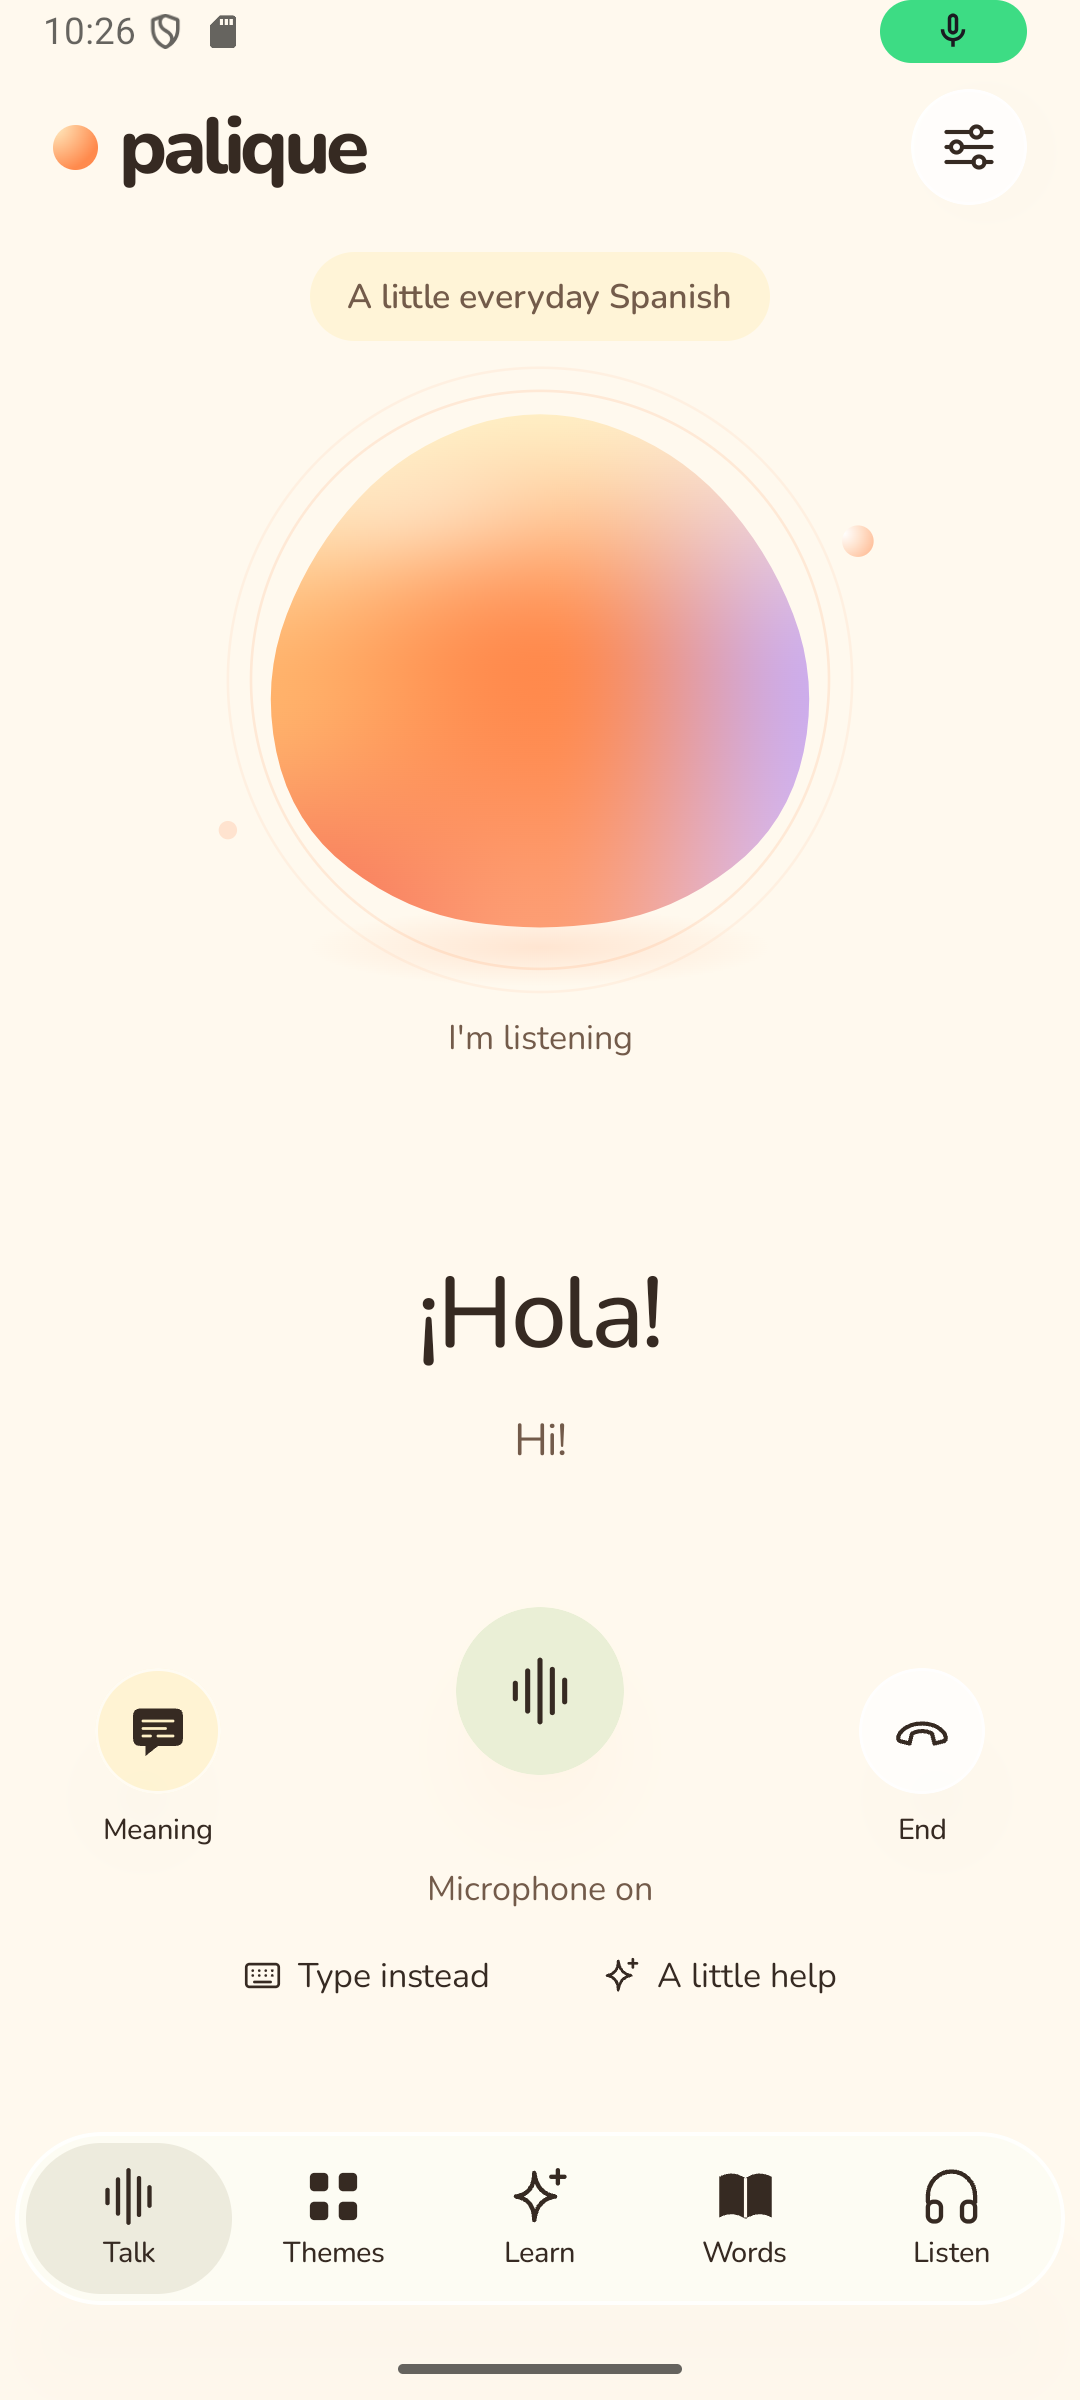 10:26
palique
A little everyday Spanish
I'm listening
¡Hola!
Hi!
Meaning
End
Microphone on
Type instead
A little help
Talk
Themes
Learn
Words
Listen